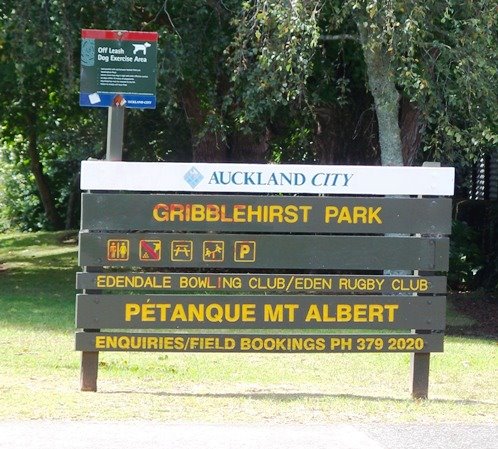 Off Leash
Dog Exercise Area
AUCKLAND CITY
AUCKLAND CITY
GRIBBLEHIRST PARK
P
EDENDALE BOWLING CLUB/EDEN RUGBY CLUB
PÉTANQUE MT ALBERT
ENQUIRIES/FIELD BOOKINGS PH 379 2020